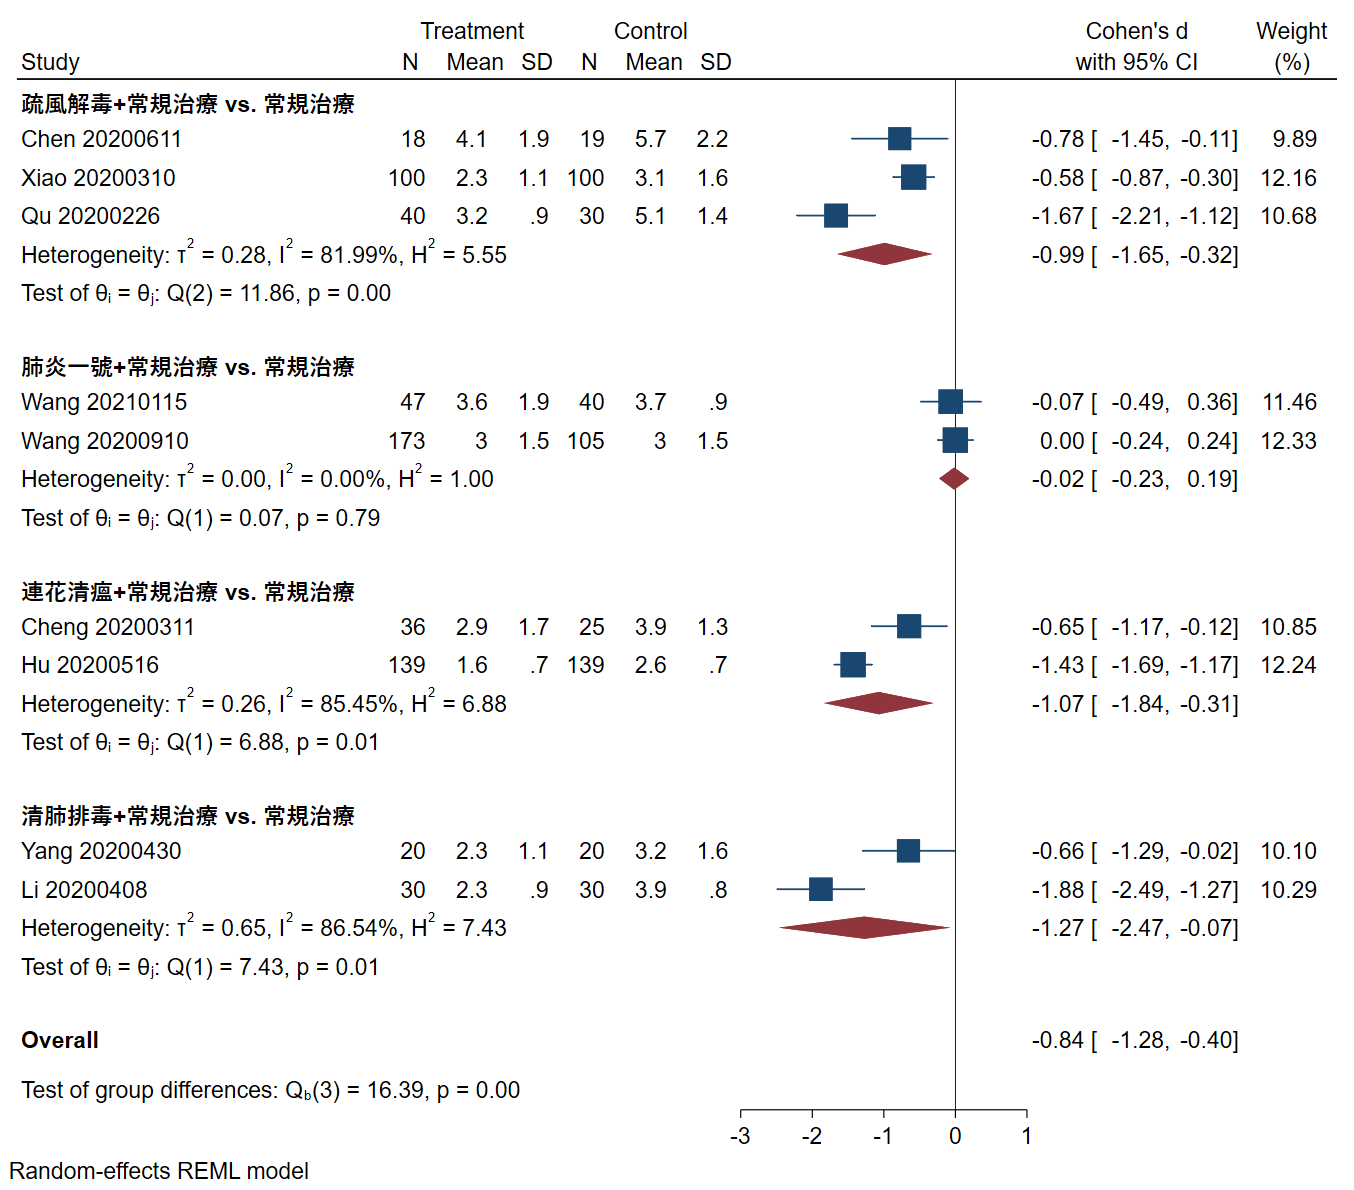 Treatment Control Cohen's d Weight
Study N Mean SD N Mean SD with 95% CI (%)
疏風解毒+常規治療 vs. 常規治療
Chen 20200611 18 4.1 1.9 19 5.7 2.2 -0.78 [ -1.45, -0.11] 9.89
Xiao 20200310 100 2.3 1.1 100 3.1 1.6 -0.58 [ -0.87, -0.30] 12.16
Qu 20200226 40 3.2 .9 30 5.1 1.4 -1.67 [ -2.21, -1.12] 10.68
Heterogeneity: τ² = 0.28, I² = 81.99%, H² = 5.55 -0.99 [ -1.65, -0.32]
Test of θᵢ = θⱼ: Q(2) = 11.86, p = 0.00
肺炎一號+常規治療 vs. 常規治療
Wang 20210115 47 3.6 1.9 40 3.7 .9 -0.07 [ -0.49, 0.36] 11.46
Wang 20200910 173 3 1.5 105 3 1.5 0.00 [ -0.24, 0.24] 12.33
Heterogeneity: τ² = 0.00, I² = 0.00%, H² = 1.00 -0.02 [ -0.23, 0.19]
Test of θᵢ = θⱼ: Q(1) = 0.07, p = 0.79
連花清瘟+常規治療 vs. 常規治療
Cheng 20200311 36 2.9 1.7 25 3.9 1.3 -0.65 [ -1.17, -0.12] 10.85
Hu 20200516 139 1.6 .7 139 2.6 .7 -1.43 [ -1.69, -1.17] 12.24
Heterogeneity: τ² = 0.26, I² = 85.45%, H² = 6.88 -1.07 [ -1.84, -0.31]
Test of θᵢ = θⱼ: Q(1) = 6.88, p = 0.01
清肺排毒+常規治療 vs. 常規治療
Yang 20200430 20 2.3 1.1 20 3.2 1.6 -0.66 [ -1.29, -0.02] 10.10
Li 20200408 30 2.3 .9 30 3.9 .8 -1.88 [ -2.49, -1.27] 10.29
Heterogeneity: τ² = 0.65, I² = 86.54%, H² = 7.43 -1.27 [ -2.47, -0.07]
Test of θᵢ = θⱼ: Q(1) = 7.43, p = 0.01
Overall -0.84 [ -1.28, -0.40]
Test of group differences: Q_b(3) = 16.39, p = 0.00
-3 -2 -1 0 1
Random-effects REML model